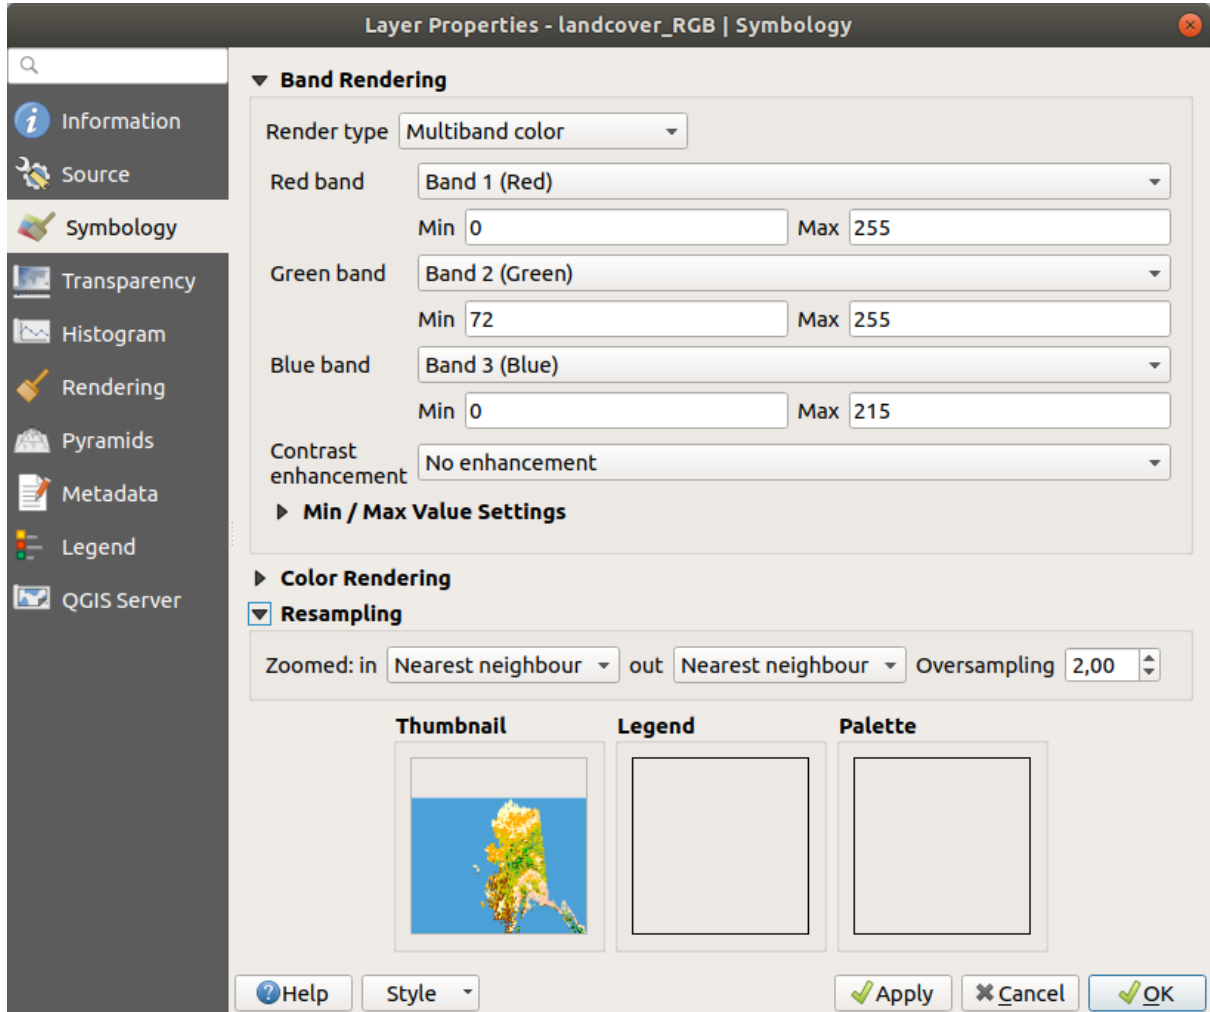 Layer Properties - landcover_RGB | Symbology
Information
Source
Symbology
Transparency
Histogram
Rendering
Pyramids
Metadata
Legend
QGIS Server
Band Rendering
Render type Multiband color
Red band Band 1 (Red)
Min 0 Max 255
Green band Band 2 (Green)
Min 72 Max 255
Blue band Band 3 (Blue)
Min 0 Max 215
Contrast
enhancement No enhancement
Min / Max Value Settings
Color Rendering
Resampling
Zoomed: in Nearest neighbour out Nearest neighbour Oversampling 2,00
Thumbnail Legend Palette
Help Style Apply Cancel OK